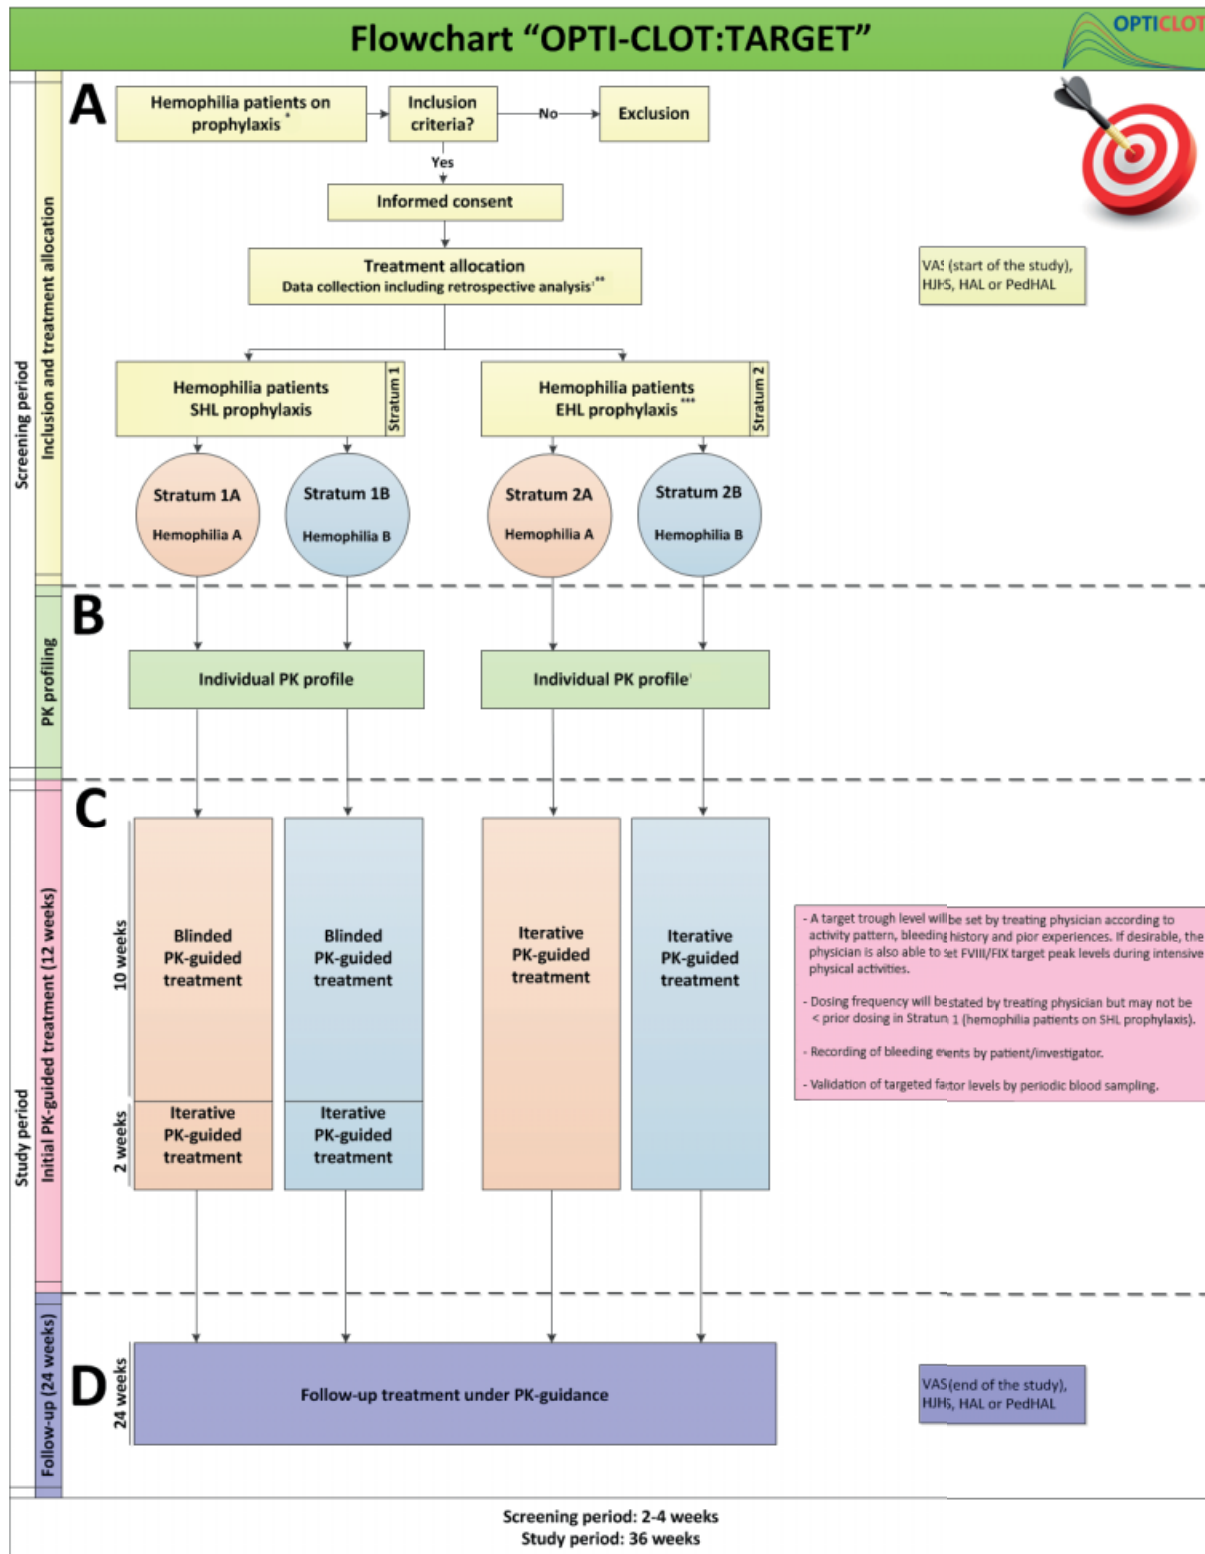 Flowchart “OPTI-CLOT:TARGET”
OPTICLOT
Screening period
Inclusion and treatment allocation
A
Hemophilia patients on
prophylaxis *
Inclusion
criteria?
No
Exclusion
Yes
Informed consent
Treatment allocation
Data collection including retrospective analysis'**
VAS (start of the study),
HJHS, HAL or PedHAL
Hemophilia patients
SHL prophylaxis
Stratum 1
Hemophilia patients
EHL prophylaxis ***
Stratum 2
Stratum 1A
Hemophilia A
Stratum 1B
Hemophilia B
Stratum 2A
Hemophilia A
Stratum 2B
Hemophilia B
PK profiling
B
Individual PK profile
Individual PK profile'
Study period
Initial PK-guided treatment (12 weeks)
C
10 weeks
Blinded
PK-guided
treatment
Blinded
PK-guided
treatment
Iterative
PK-guided
treatment
Iterative
PK-guided
treatment
2 weeks
Iterative
PK-guided
treatment
Iterative
PK-guided
treatment
- A target trough level will be set by treating physician according to
activity pattern, bleeding history and pior experiences. If desirable, the
physician is also able to set FVIII/FIX target peak levels during intensive
physical activities.
- Dosing frequency will be stated by treating physician but may not be
< prior dosing in Stratum 1 (hemophilia patients on SHL prophylaxis).
- Recording of bleeding events by patient/investigator.
- Validation of targeted factor levels by periodic blood sampling.
Follow-up (24 weeks)
D
24 weeks
Follow-up treatment under PK-guidance
VAS (end of the study),
HJHS, HAL or PedHAL
Screening period: 2-4 weeks
Study period: 36 weeks